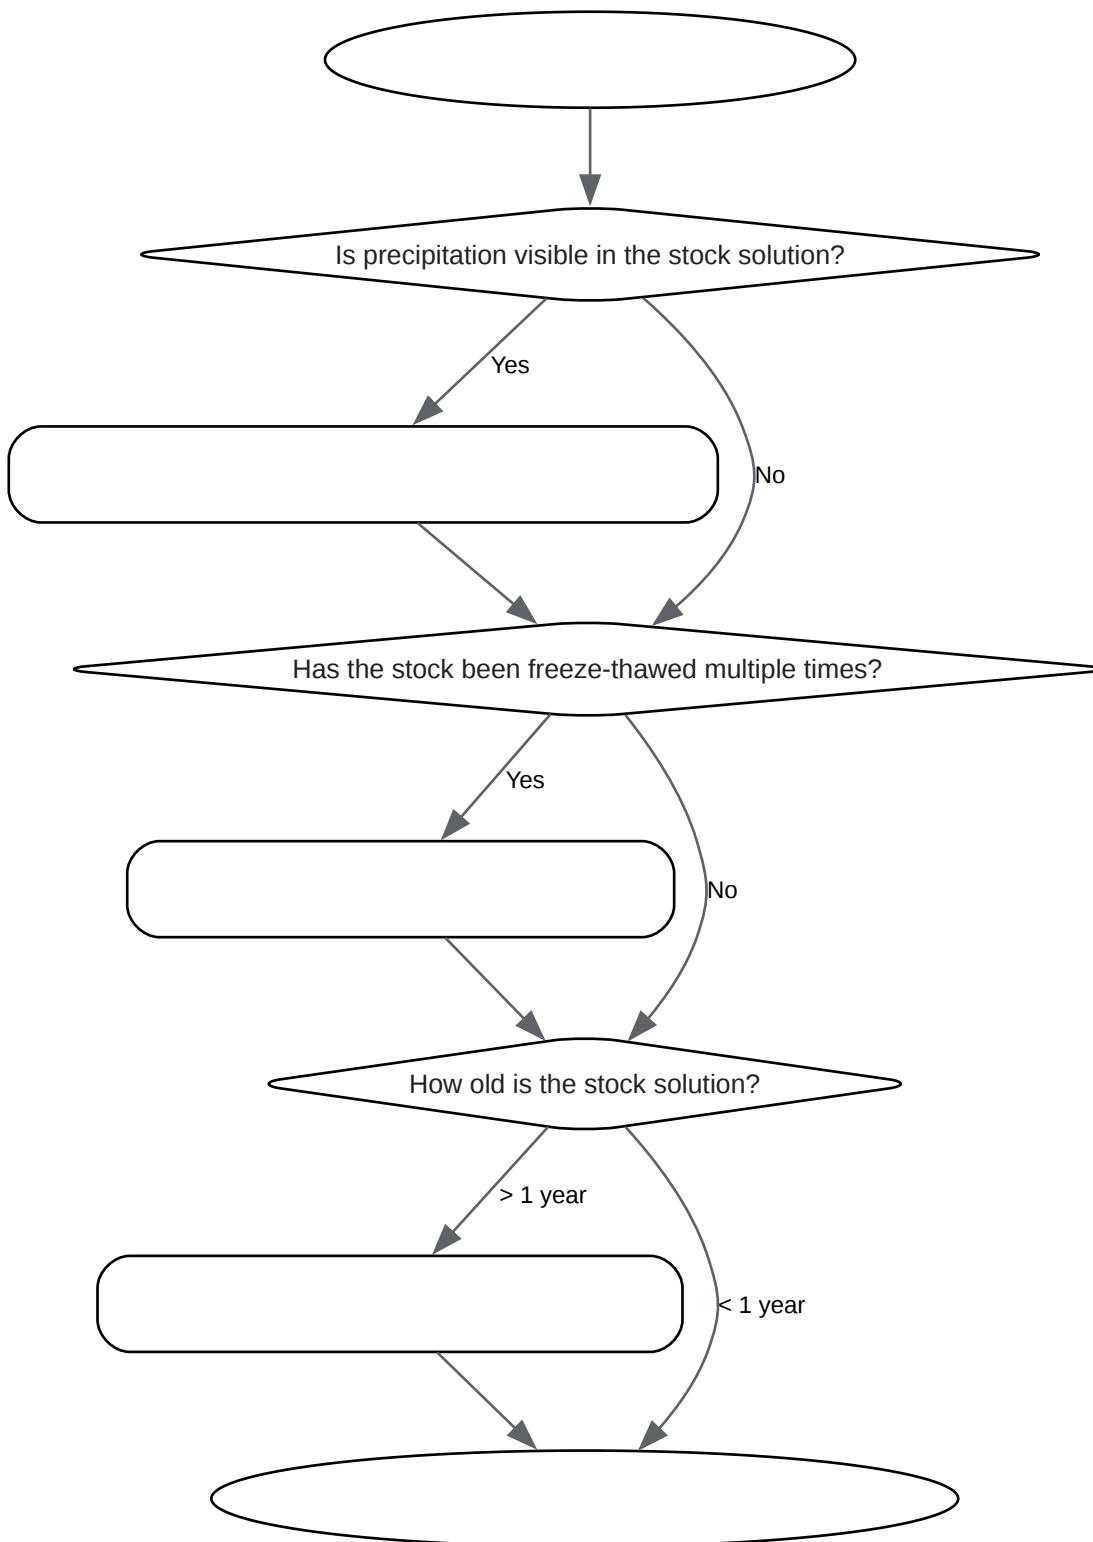 Is precipitation visible in the stock solution?
Yes
No
Has the stock been freeze-thawed multiple times?
Yes
No
How old is the stock solution?
> 1 year
< 1 year